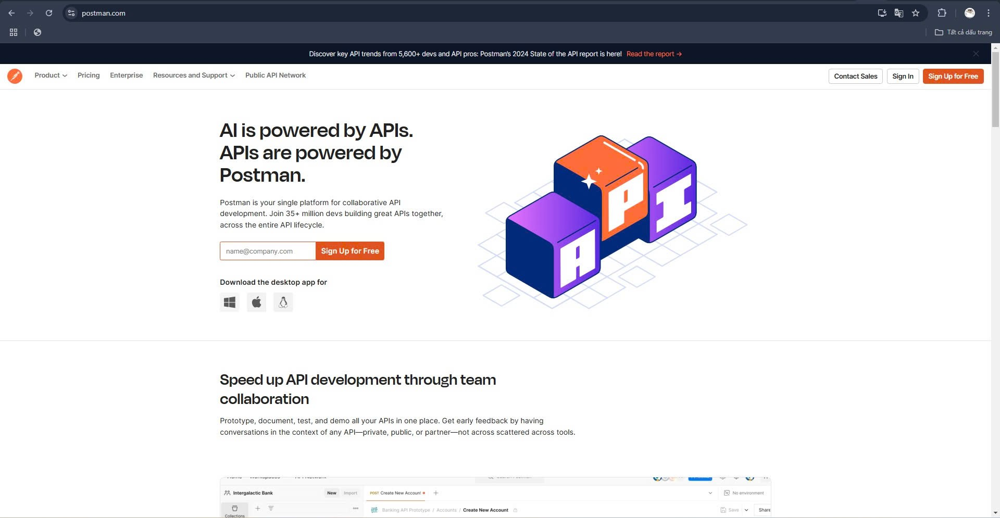 postman.com
Tất cả dấu trang
Discover key API trends from 5,600+ devs and API pros: Postman's 2024 State of the API report is here! Read the report →
Product Pricing Enterprise Resources and Support Public API Network
Contact Sales Sign In Sign Up for Free
AI is powered by APIs.
APIs are powered by
Postman.
Postman is your single platform for collaborative API
development. Join 35+ million devs building great APIs together,
across the entire API lifecycle.
name@company.com Sign Up for Free
Download the desktop app for
A P I
Speed up API development through team
collaboration
Prototype, document, test, and demo all your APIs in one place. Get early feedback by having
conversations in the context of any API—private, public, or partner—not across scattered across tools.
Intergalactic Bank New Import POST Create New Account No environment
Banking API Prototype / Accounts / Create New Account Save Share
Collections